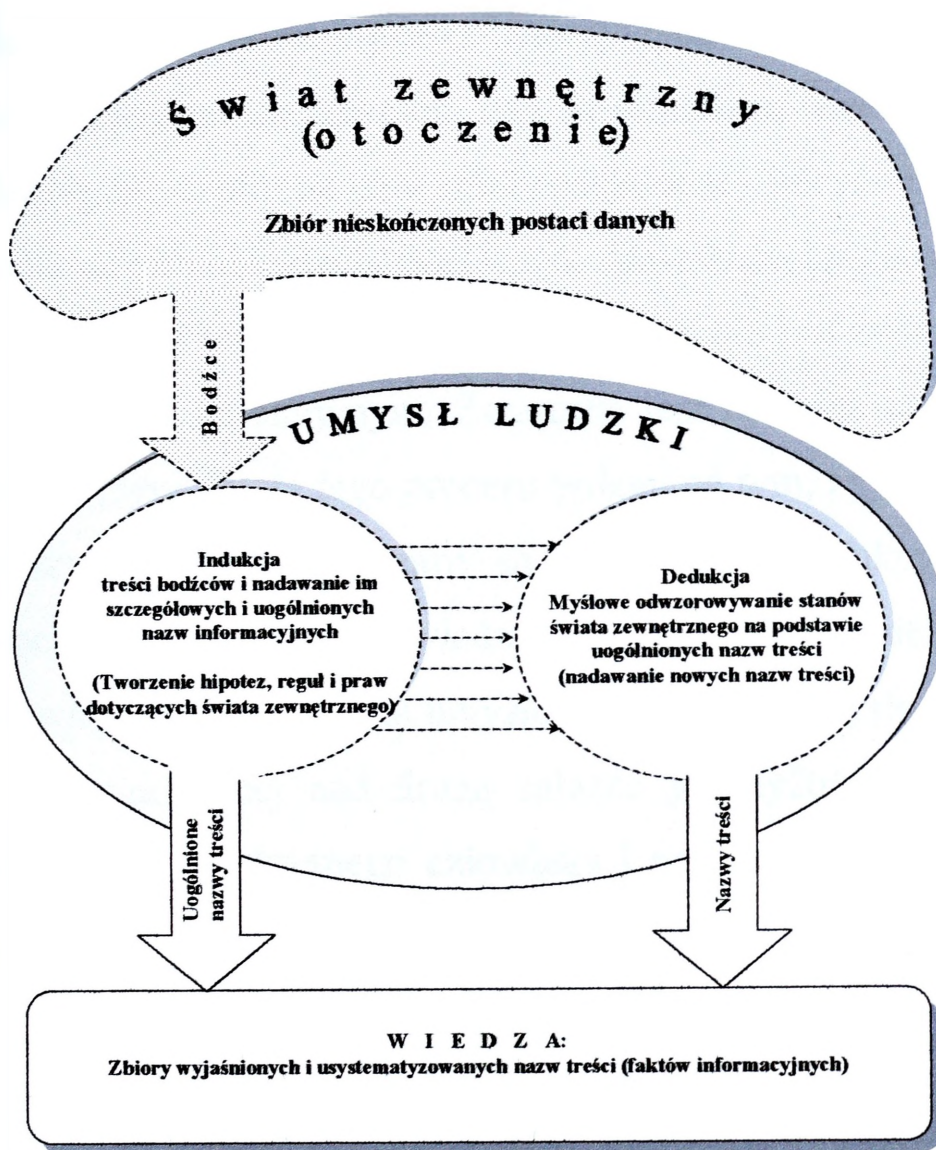 Świat zewnętrzny
(otoczenie)
Zbiór nieskończonych postaci danych
Bodźce
UMYSŁ LUDZKI
Indukcja
treści bodźców i nadawanie im
szczegółowych i uogólnionych
nazw informacyjnych
(Tworzenie hipotez, reguł i praw
dotyczących świata zewnętrznego)
Dedukcja
Myślowe odwzorowywanie stanów
świata zewnętrznego na podstawie
uogólnionych nazw treści
(nadawanie nowych nazw treści)
Uogólnione
nazwy treści
Nazwy treści
WIEDZA:
Zbiory wyjaśnionych i usystematyzowanych nazw treści (faktów informacyjnych)